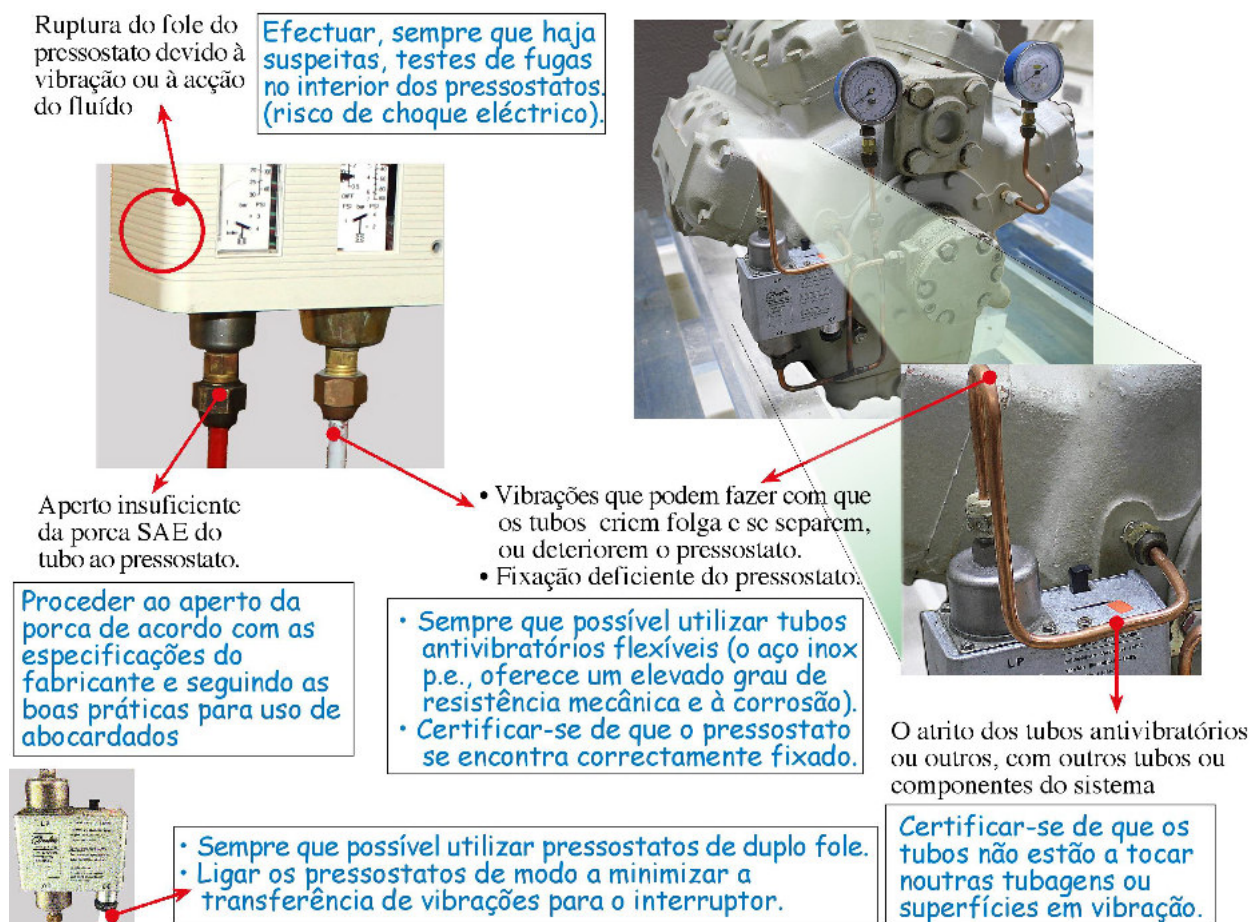 Ruptura do fole do
pressostato devido à
vibração ou à acção
do fluído
Efectuar, sempre que haja
suspeitas, testes de fugas
no interior dos pressostatos.
(risco de choque eléctrico).
Aperto insuficiente
da porca SAE do
tubo ao pressostato.
Proceder ao aperto da
porca de acordo com as
especificações do
fabricante e seguindo as
boas práticas para uso de
abocardados
• Vibrações que podem fazer com que
os tubos criem folga e se separem,
ou deteriorem o pressostato.
• Fixação deficiente do pressostato.
• Sempre que possível utilizar tubos
antivibratórios flexíveis (o aço inox
p.e., oferece um elevado grau de
resistência mecânica e à corrosão).
• Certificar-se de que o pressostato
se encontra correctamente fixado.
LP
O atrito dos tubos antivibratórios
ou outros, com outros tubos ou
componentes do sistema
Certificar-se de que os
tubos não estão a tocar
noutras tubagens ou
superfícies em vibração.
• Sempre que possível utilizar pressostatos de duplo fole.
• Ligar os pressostatos de modo a minimizar a
transferência de vibrações para o interruptor.